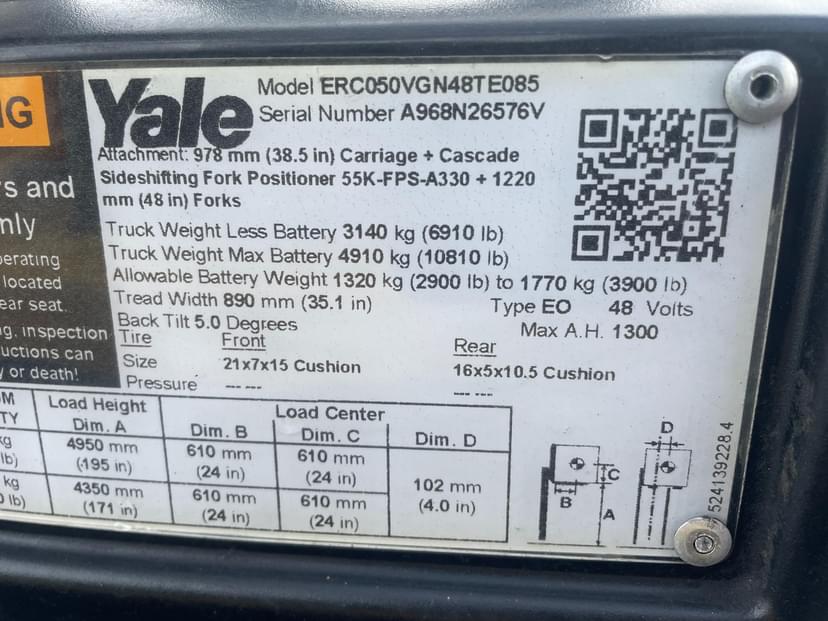 Yale
Model ERC050VGN48TE085
Serial Number A968N26576V
Attachment: 978 mm (38.5 in) Carriage + Cascade
Sideshifting Fork Positioner 55K-FPS-A330 + 1220
mm (48 in) Forks
Truck Weight Less Battery 3140 kg (6910 lb)
Truck Weight Max Battery 4910 kg (10810 lb)
Allowable Battery Weight 1320 kg (2900 lb) to 1770 kg (3900 lb)
Tread Width 890 mm (35.1 in) Type EO 48 Volts
Back Tilt 5.0 Degrees Max A.H. 1300
Tire Front Rear
Size 21x7x15 Cushion 16x5x10.5 Cushion
Pressure -- --- -- ---
NG
rs and
nly
perating
located
ear seat.
ng, inspection
uctions can
y or death!
Load Height Load Center
Dim. A Dim. B Dim. C Dim. D
4950 mm 610 mm 610 mm
(195 in) (24 in) (24 in)
102 mm
(4.0 in)
4350 mm 610 mm 610 mm
(171 in) (24 in) (24 in)
M
TY
kg
lb)
kg
0 lb)
D
C
B
A
524139228.4